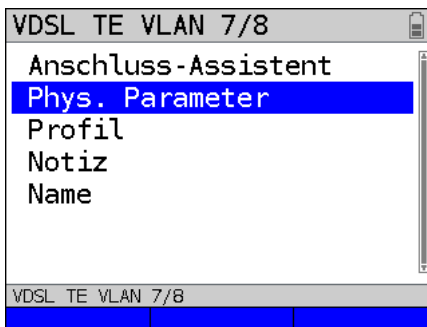 VDSL TE VLAN 7/8
Anschluss-Assistent
Phys. Parameter
Profil
Notiz
Name
VDSL TE VLAN 7/8